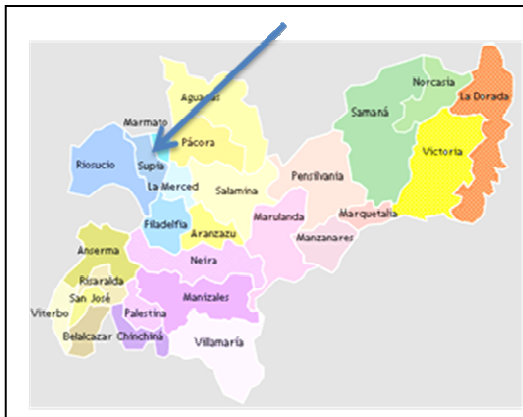 Norcasia
La Dorada
Aguadas
Samaná
Marmato
Pácora
Victoria
Riosucio
Supía
Pensilvania
La Merced
Salamina
Marulanda
Marquetalia
Filadelfia
Aranzazu
Manzanares
Anserma
Neira
Risaralda
San José
Manizales
Viterbo
Palestina
Belalcazar
Chinchiná
Villamaría